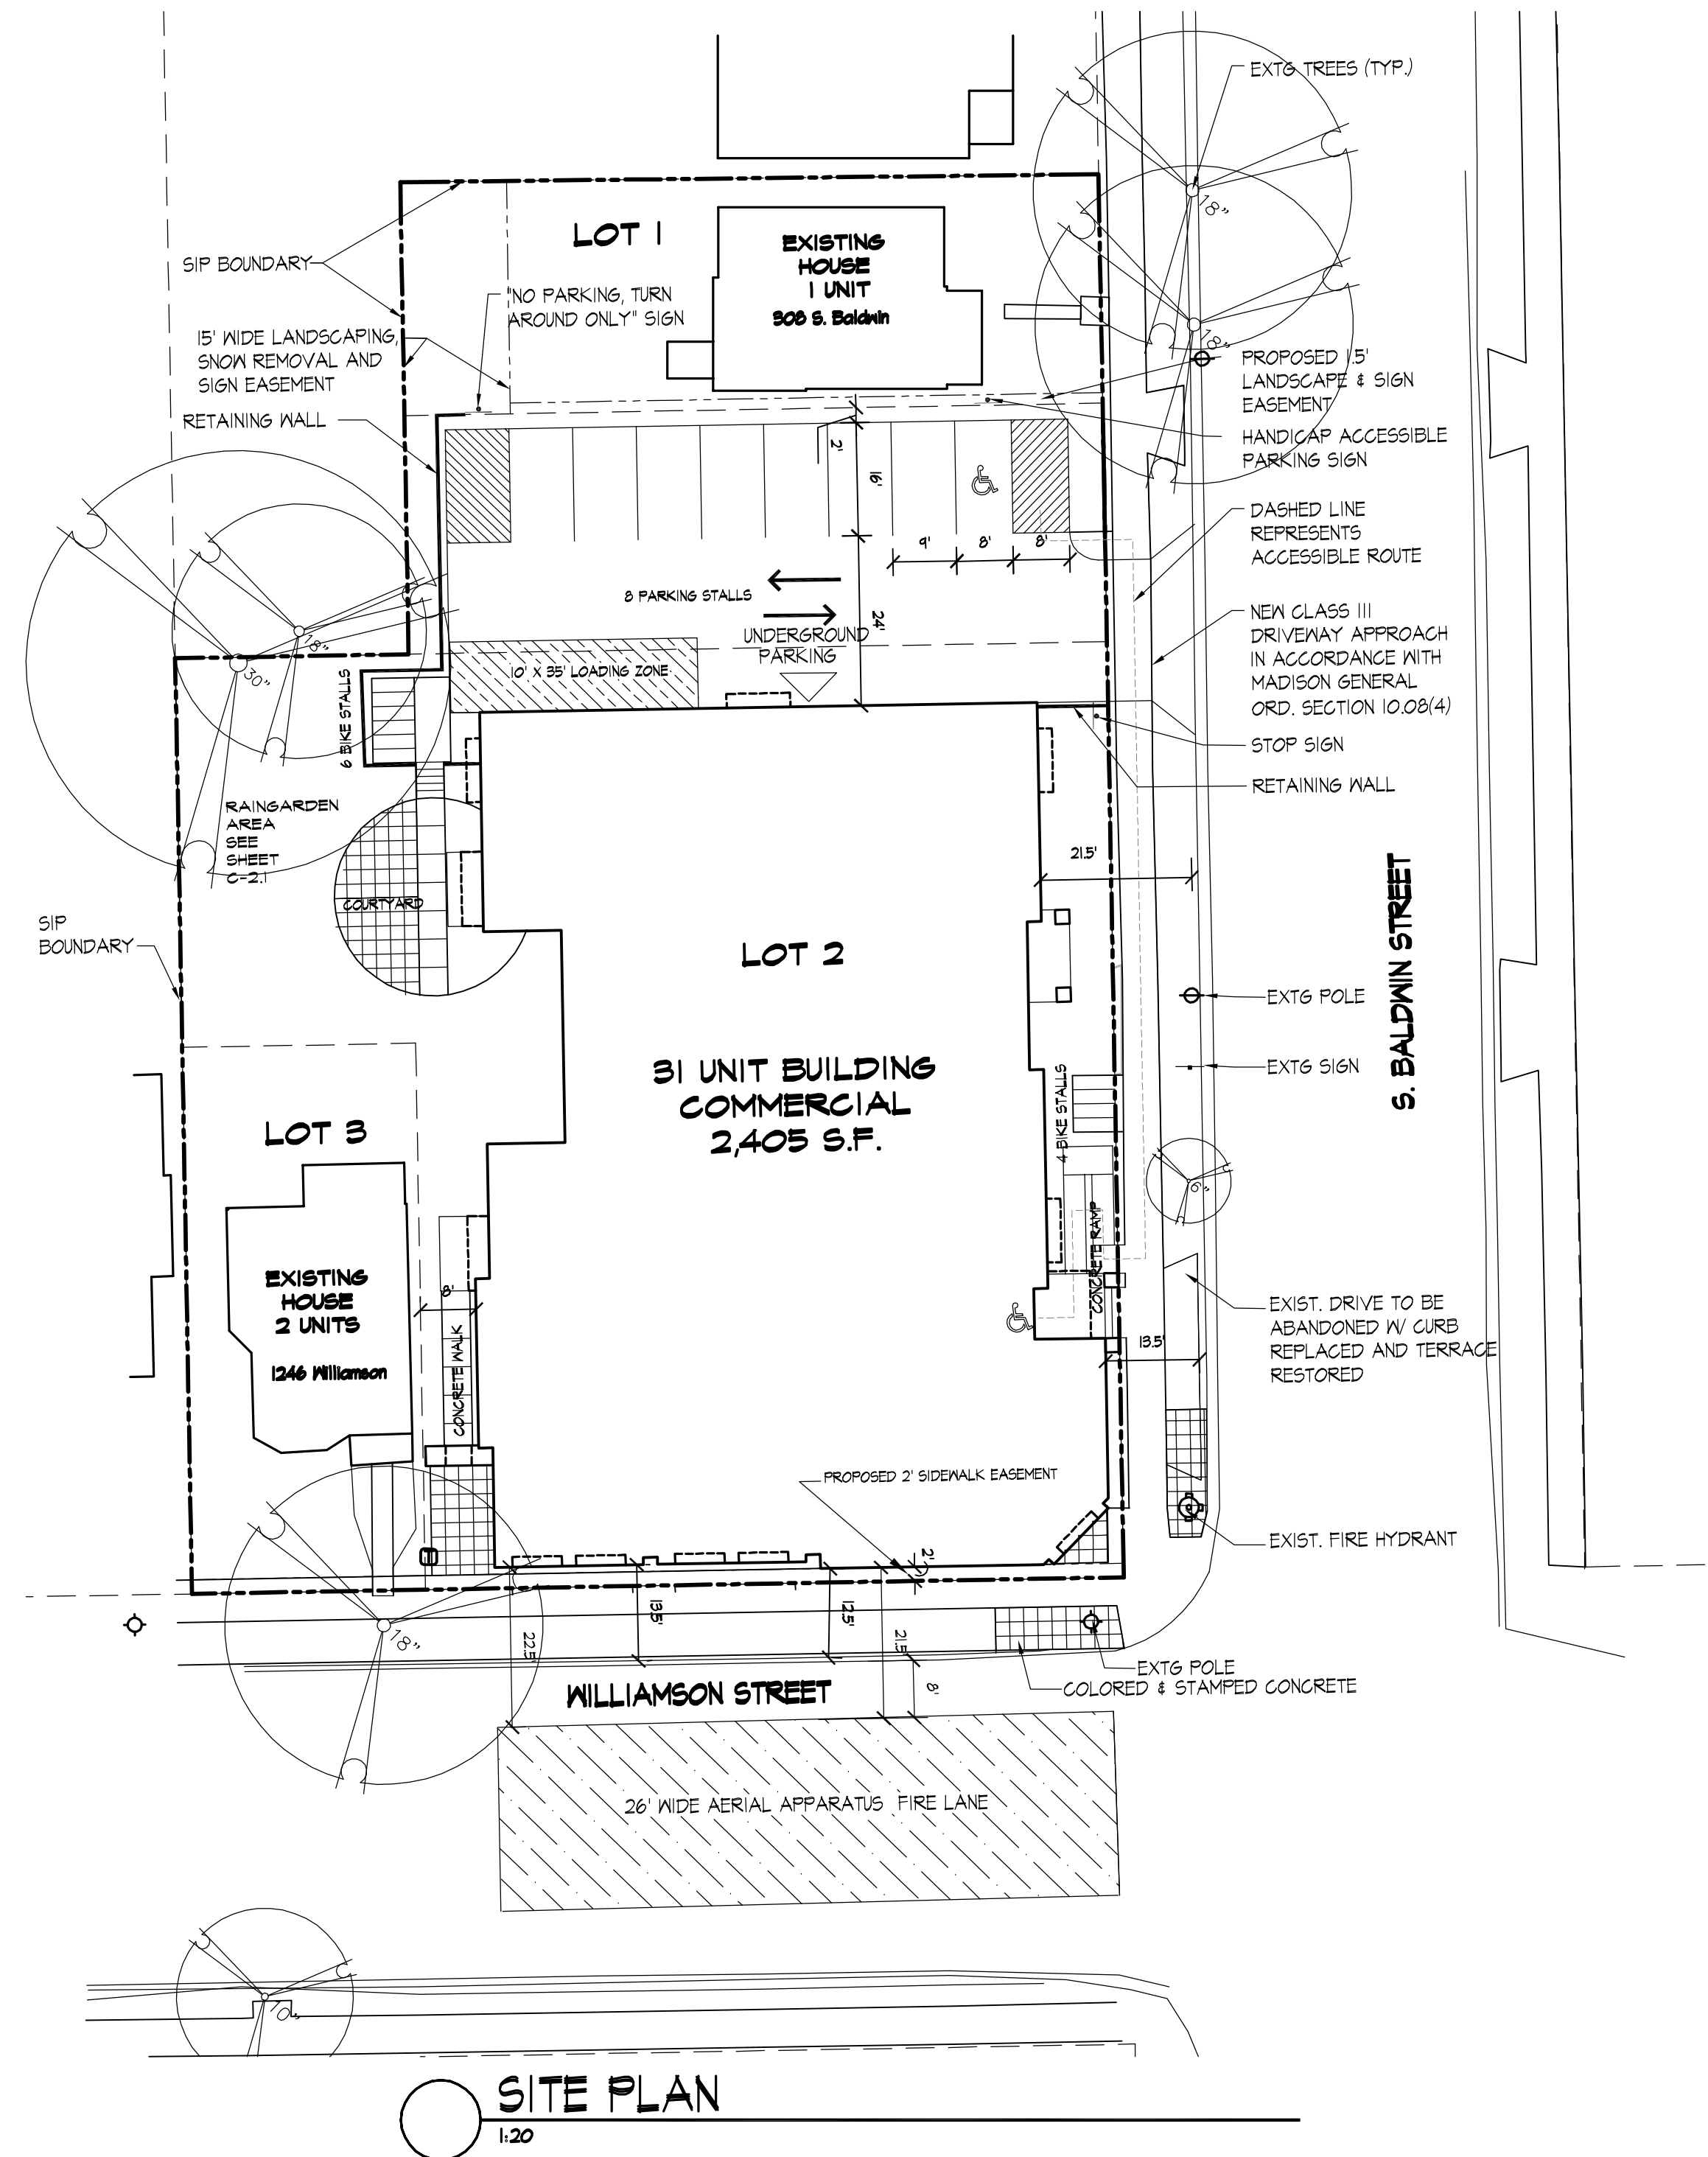 EXTG TREES (TYP.)
18"
LOT 1
EXISTING
HOUSE
1 UNIT
308 S. Baldwin
SIP BOUNDARY
"NO PARKING, TURN
AROUND ONLY" SIGN
15' WIDE LANDSCAPING,
SNOW REMOVAL AND
SIGN EASEMENT
RETAINING WALL
18"
PROPOSED 1.5'
LANDSCAPE & SIGN
EASEMENT
HANDICAP ACCESSIBLE
PARKING SIGN
2'
16'
9'
8'
8'
DASHED LINE
REPRESENTS
ACCESSIBLE ROUTE
8 PARKING STALLS
24'
UNDERGROUND
PARKING
10' X 35' LOADING ZONE
NEW CLASS III
DRIVEWAY APPROACH
IN ACCORDANCE WITH
MADISON GENERAL
ORD. SECTION 10.08(4)
STOP SIGN
RETAINING WALL
18"
30"
6 BIKE STALLS
RAINGARDEN
AREA
SEE
SHEET
C-2.1
COURTYARD
21.5'
SIP
BOUNDARY
LOT 2
S. BALDWIN STREET
EXTG POLE
EXTG SIGN
31 UNIT BUILDING
COMMERCIAL
2,405 S.F.
4 BIKE STALLS
LOT 3
6"
CONCRETE RAMP
EXISTING
HOUSE
2 UNITS
1246 Williamson
8'
CONCRETE WALK
EXIST. DRIVE TO BE
ABANDONED W/ CURB
REPLACED AND TERRACE
RESTORED
13.5'
PROPOSED 2' SIDEWALK EASEMENT
EXIST. FIRE HYDRANT
2'
13.5'
12.5'
22.5'
21.5'
18"
8'
EXTG POLE
COLORED & STAMPED CONCRETE
WILLIAMSON STREET
26' WIDE AERIAL APPARATUS FIRE LANE
10"
SITE PLAN
1:20